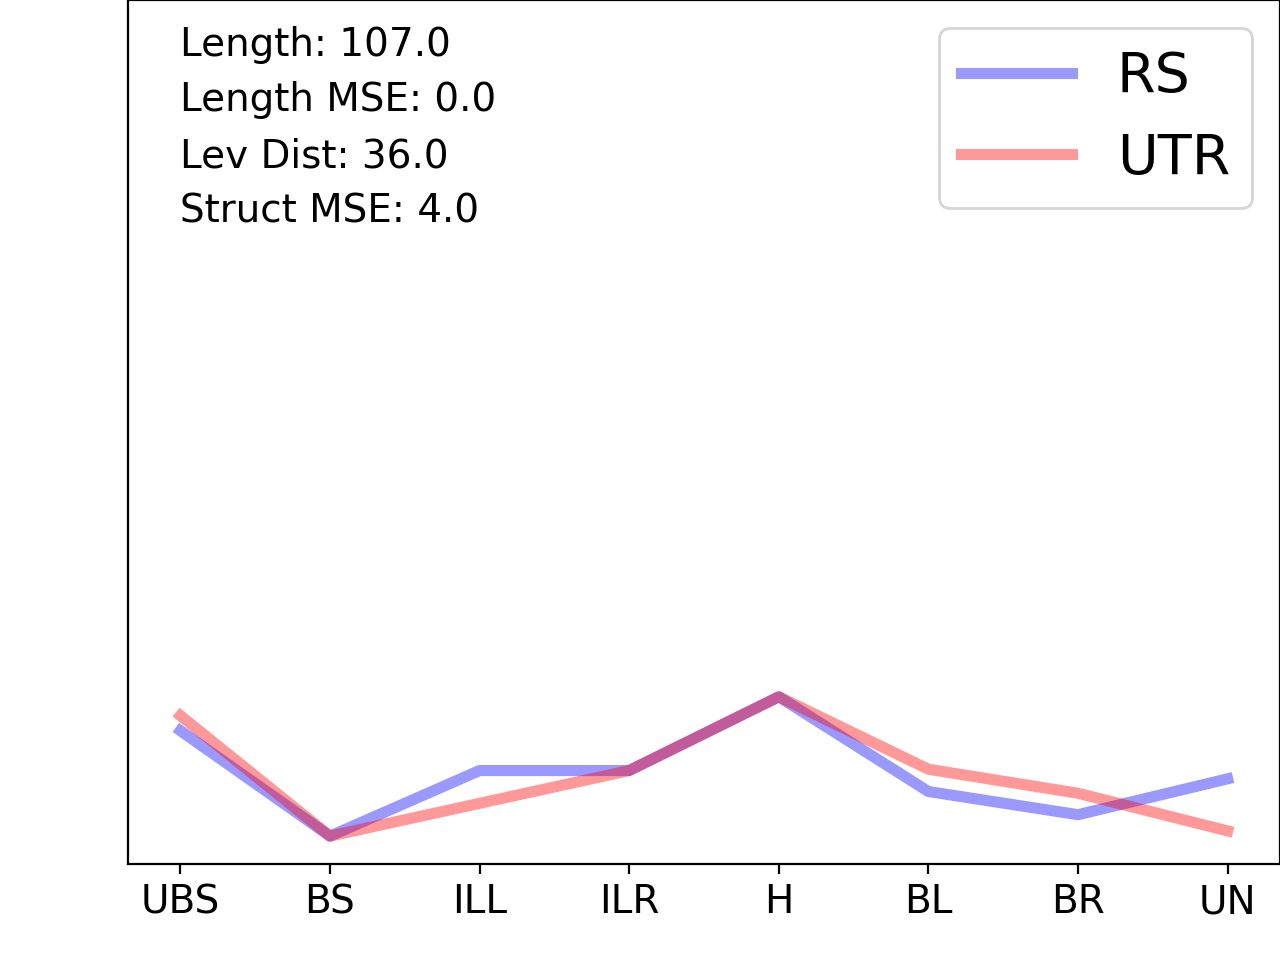 Length: 107.0
Length MSE: 0.0
Lev Dist: 36.0
Struct MSE: 4.0
RS
UTR
UBS BS ILL ILR H BL BR UN